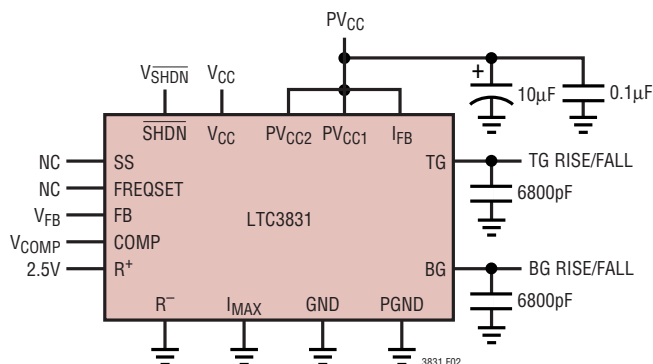 PVCC
VSHDN VCC
+ 10µF 0.1µF
SHDN VCC PVCC2 PVCC1 IFB
NC SS TG TG RISE/FALL
NC FREQSET 6800pF
VFB FB LTC3831
VCOMP COMP
2.5V R+ BG BG RISE/FALL
R– IMAX GND PGND 6800pF
3831 F02